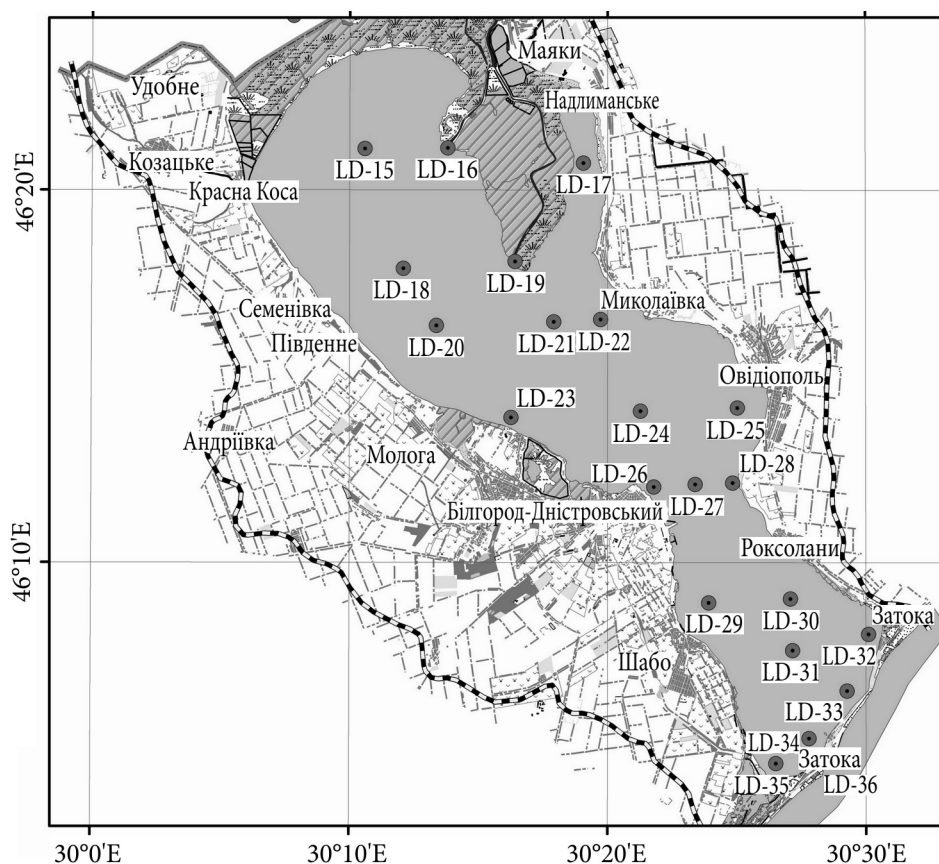 Маяки
Удобне
Надлиманське
Козацьке
LD-15
LD-16
LD-17
46°20'E
Красна Коса
LD-18
LD-19
Семенівка
Миколаївка
LD-20
LD-21
LD-22
Південне
Овідіополь
LD-23
LD-24
LD-25
Андріївка
Молога
LD-26
LD-28
LD-27
Білгород-Дністровський
46°10'E
Роксолани
LD-29
LD-30
Затока
LD-32
LD-31
Шабо
LD-33
LD-34
Затока
LD-35
LD-36
30°0'E
30°10'E
30°20'E
30°30'E